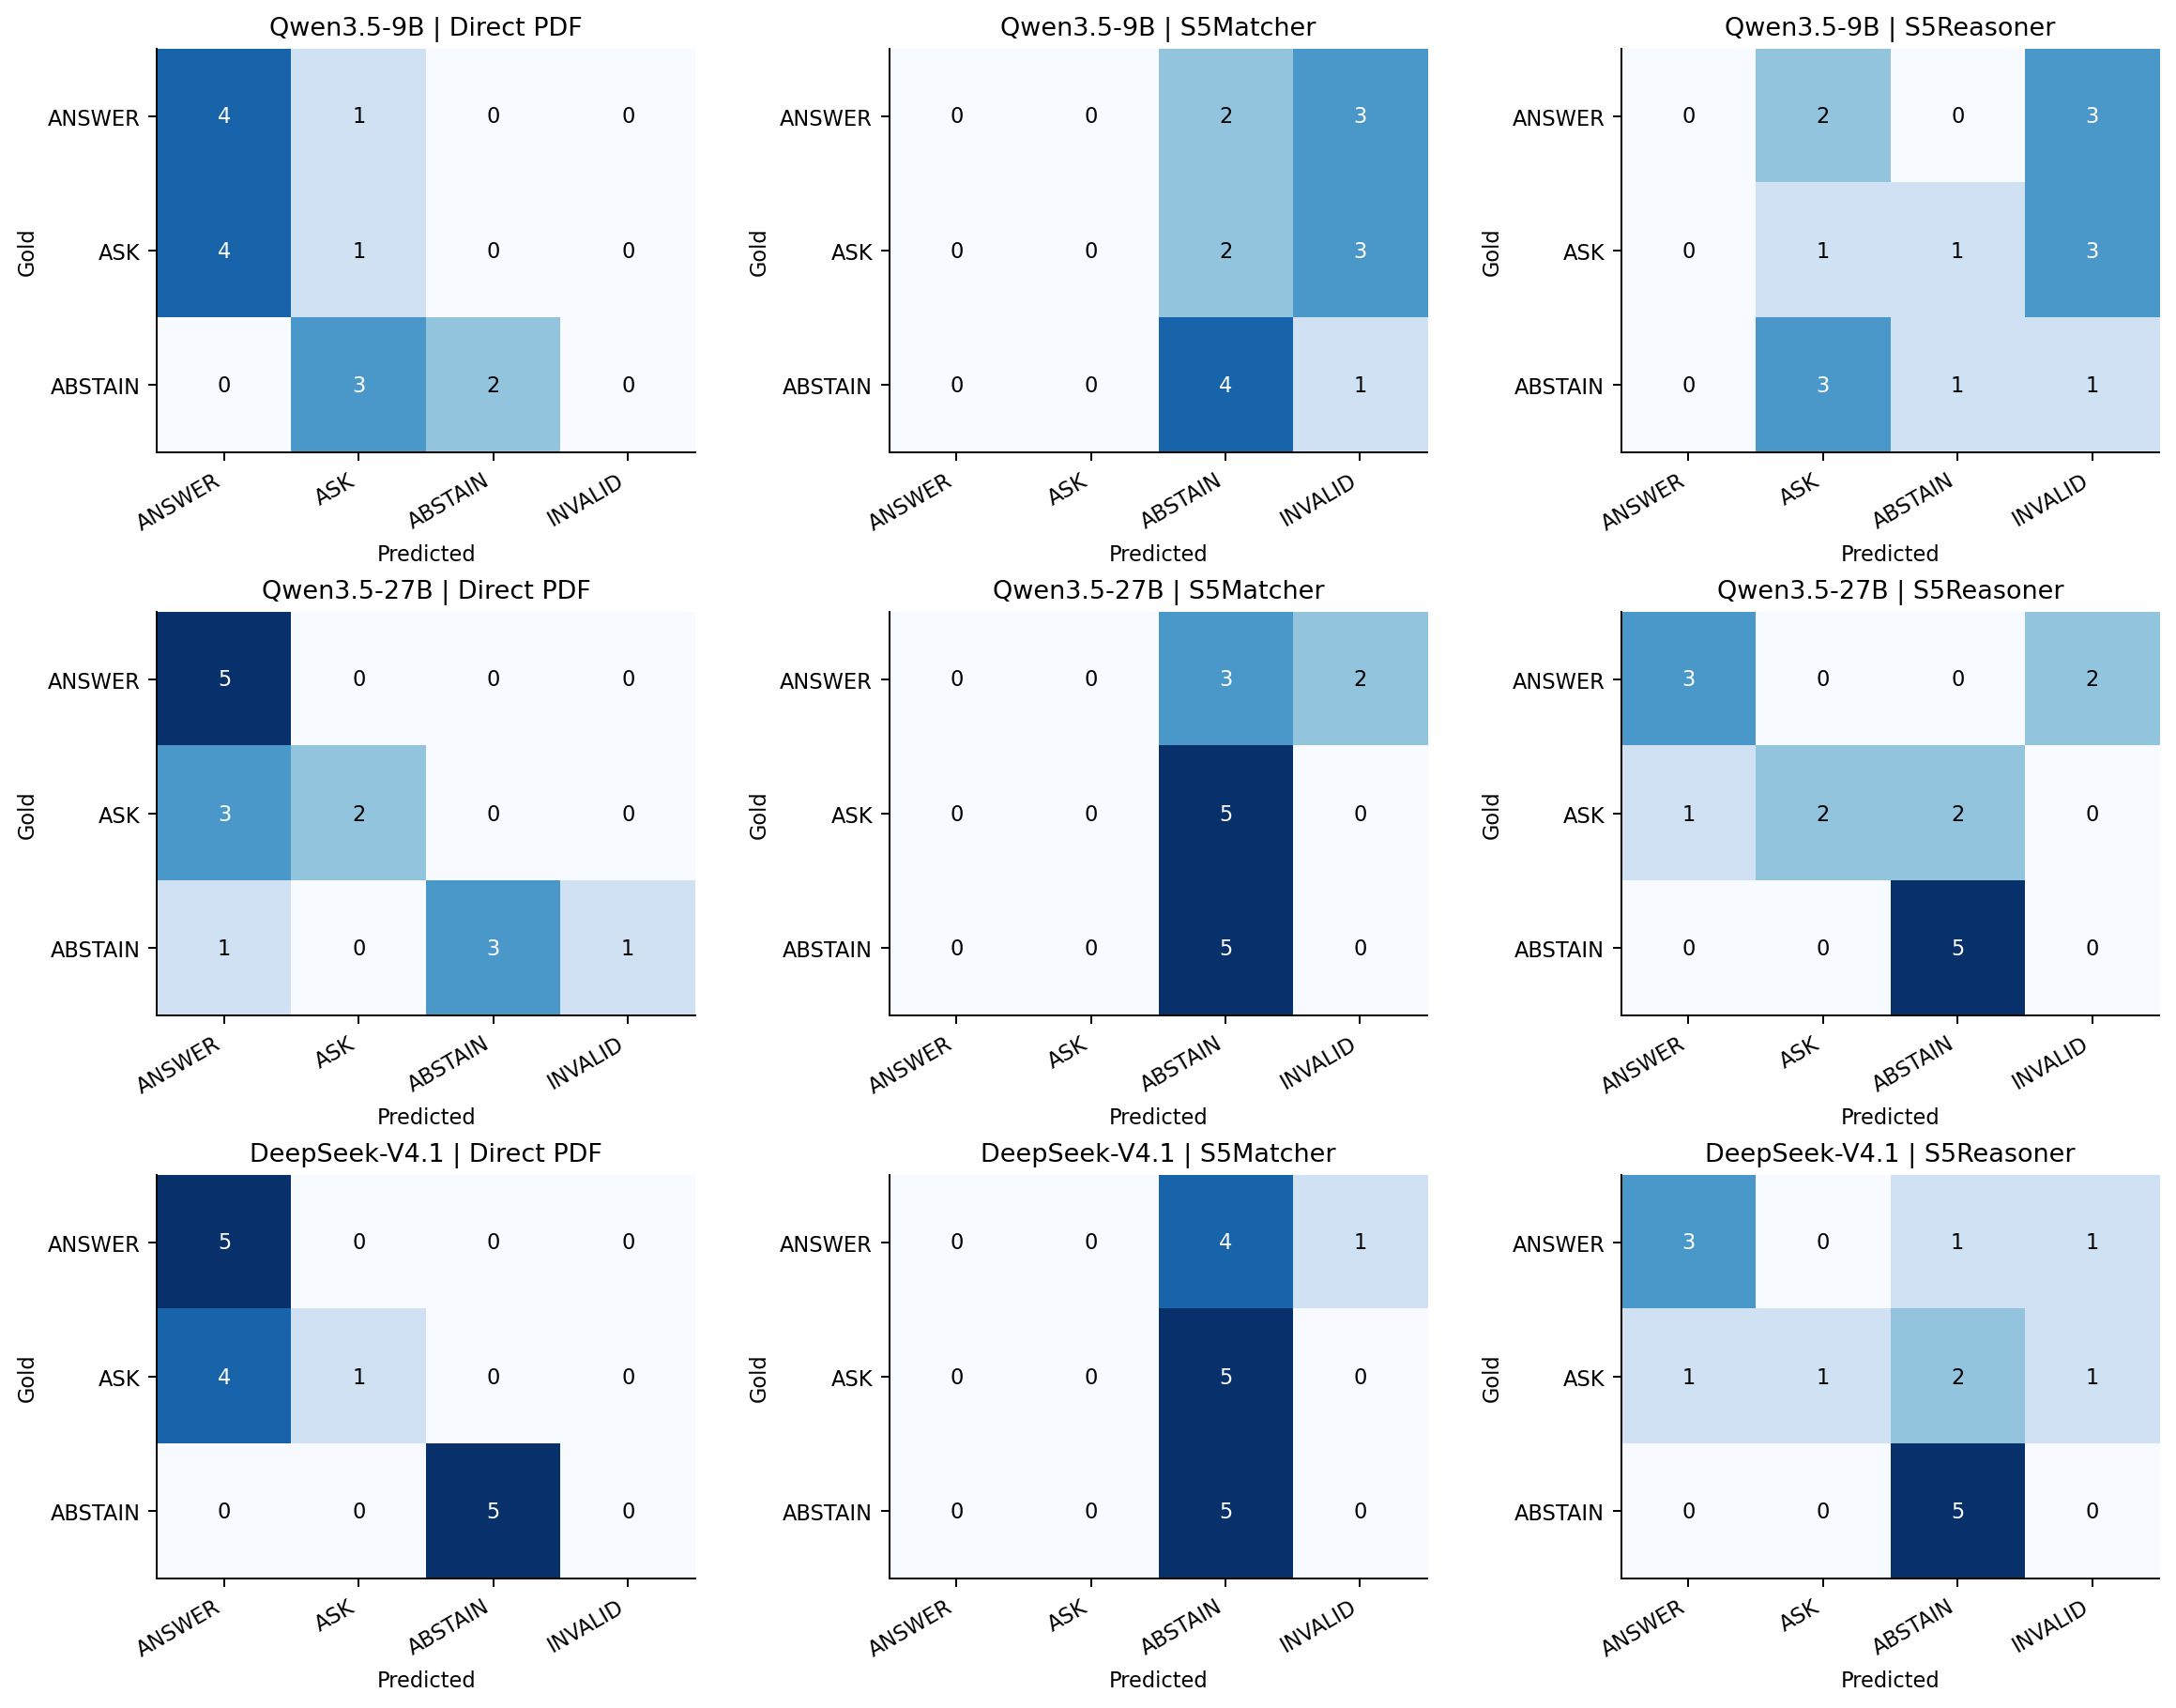 Qwen3.5-9B | Direct PDF
Gold
ANSWER 4 1 0 0
ASK 4 1 0 0
ABSTAIN 0 3 2 0
ANSWER ASK ABSTAIN INVALID
Predicted
Qwen3.5-9B | S5Matcher
Gold
ANSWER 0 0 2 3
ASK 0 0 2 3
ABSTAIN 0 0 4 1
ANSWER ASK ABSTAIN INVALID
Predicted
Qwen3.5-9B | S5Reasoner
Gold
ANSWER 0 2 0 3
ASK 0 1 1 3
ABSTAIN 0 3 1 1
ANSWER ASK ABSTAIN INVALID
Predicted
Qwen3.5-27B | Direct PDF
Gold
ANSWER 5 0 0 0
ASK 3 2 0 0
ABSTAIN 1 0 3 1
ANSWER ASK ABSTAIN INVALID
Predicted
Qwen3.5-27B | S5Matcher
Gold
ANSWER 0 0 3 2
ASK 0 0 5 0
ABSTAIN 0 0 5 0
ANSWER ASK ABSTAIN INVALID
Predicted
Qwen3.5-27B | S5Reasoner
Gold
ANSWER 3 0 0 2
ASK 1 2 2 0
ABSTAIN 0 0 5 0
ANSWER ASK ABSTAIN INVALID
Predicted
DeepSeek-V4.1 | Direct PDF
Gold
ANSWER 5 0 0 0
ASK 4 1 0 0
ABSTAIN 0 0 5 0
ANSWER ASK ABSTAIN INVALID
Predicted
DeepSeek-V4.1 | S5Matcher
Gold
ANSWER 0 0 4 1
ASK 0 0 5 0
ABSTAIN 0 0 5 0
ANSWER ASK ABSTAIN INVALID
Predicted
DeepSeek-V4.1 | S5Reasoner
Gold
ANSWER 3 0 1 1
ASK 1 1 2 1
ABSTAIN 0 0 5 0
ANSWER ASK ABSTAIN INVALID
Predicted